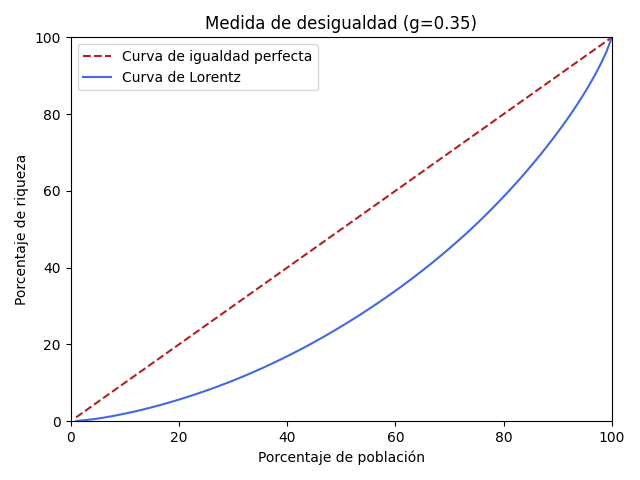 Medida de desigualdad (g=0.35)
Curva de igualdad perfecta
Curva de Lorentz
Porcentaje de riqueza
100
80
60
40
20
0
0 20 40 60 80 100
Porcentaje de población